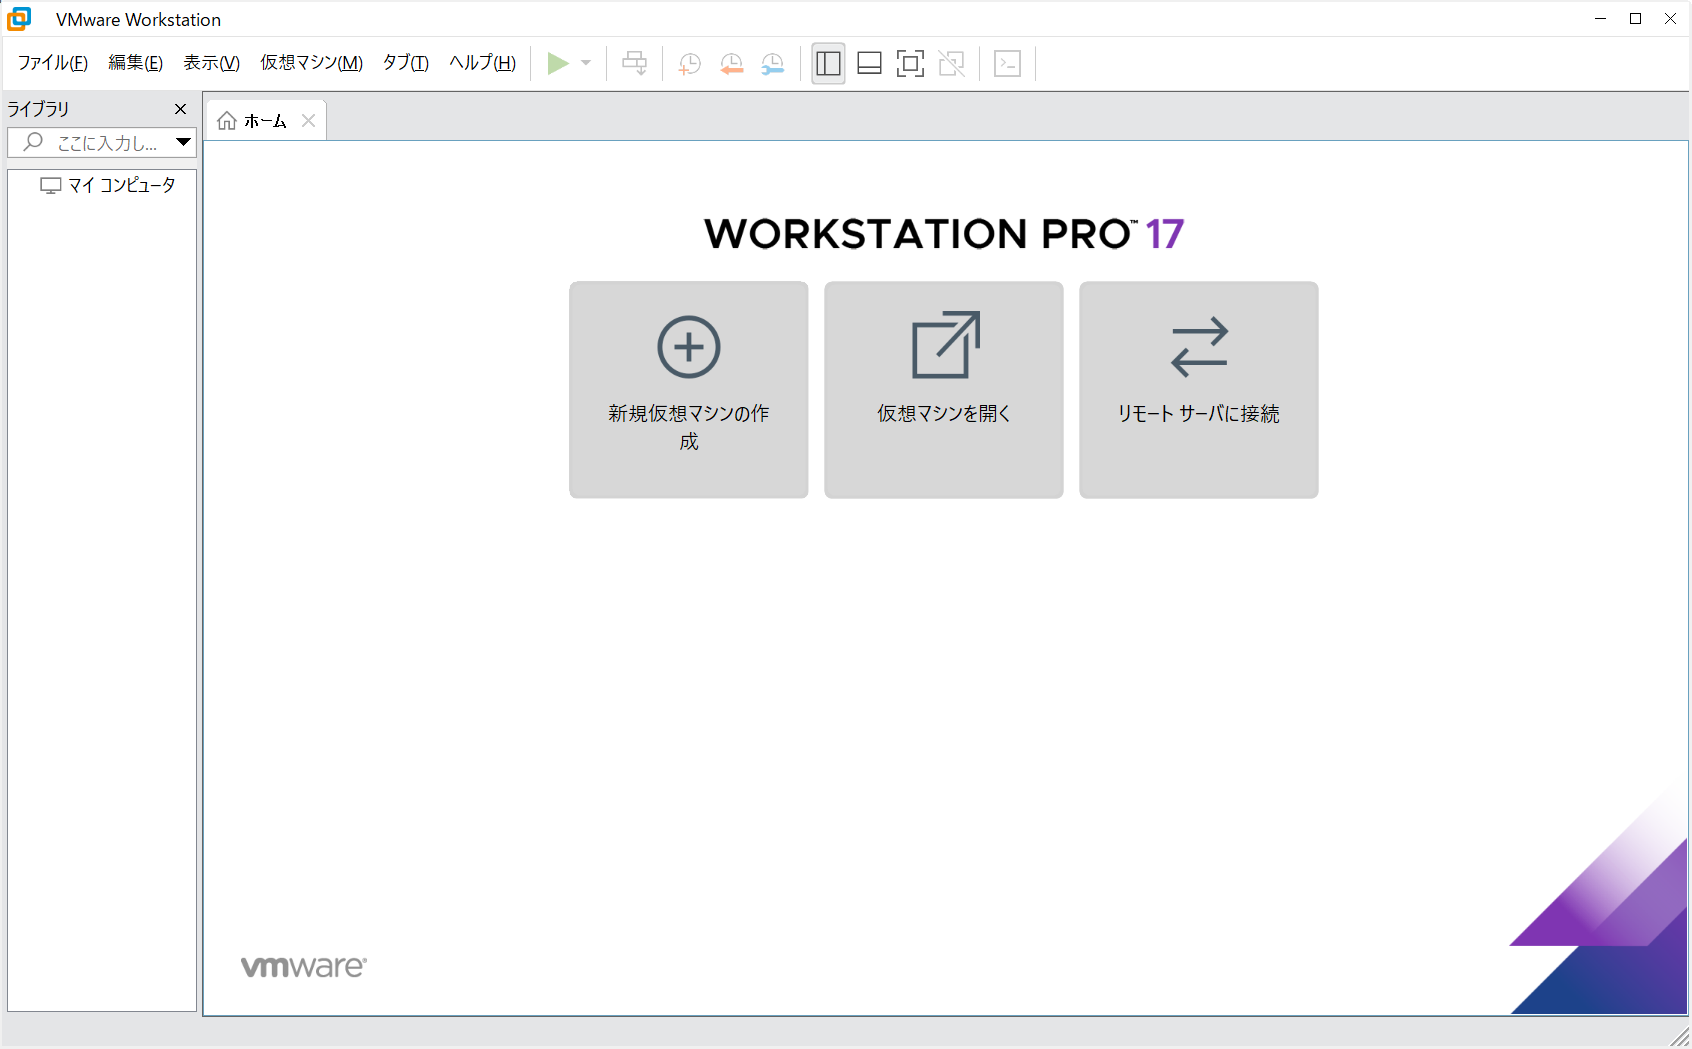 VMware Workstation
ファイル(F) 編集(E) 表示(V) 仮想マシン(M) タブ(T) ヘルプ(H)
ライブラリ
ここに入力し...
マイ コンピュータ
ホーム
WORKSTATION PRO™ 17
新規仮想マシンの作
成
仮想マシンを開く
リモート サーバに接続
vmware®